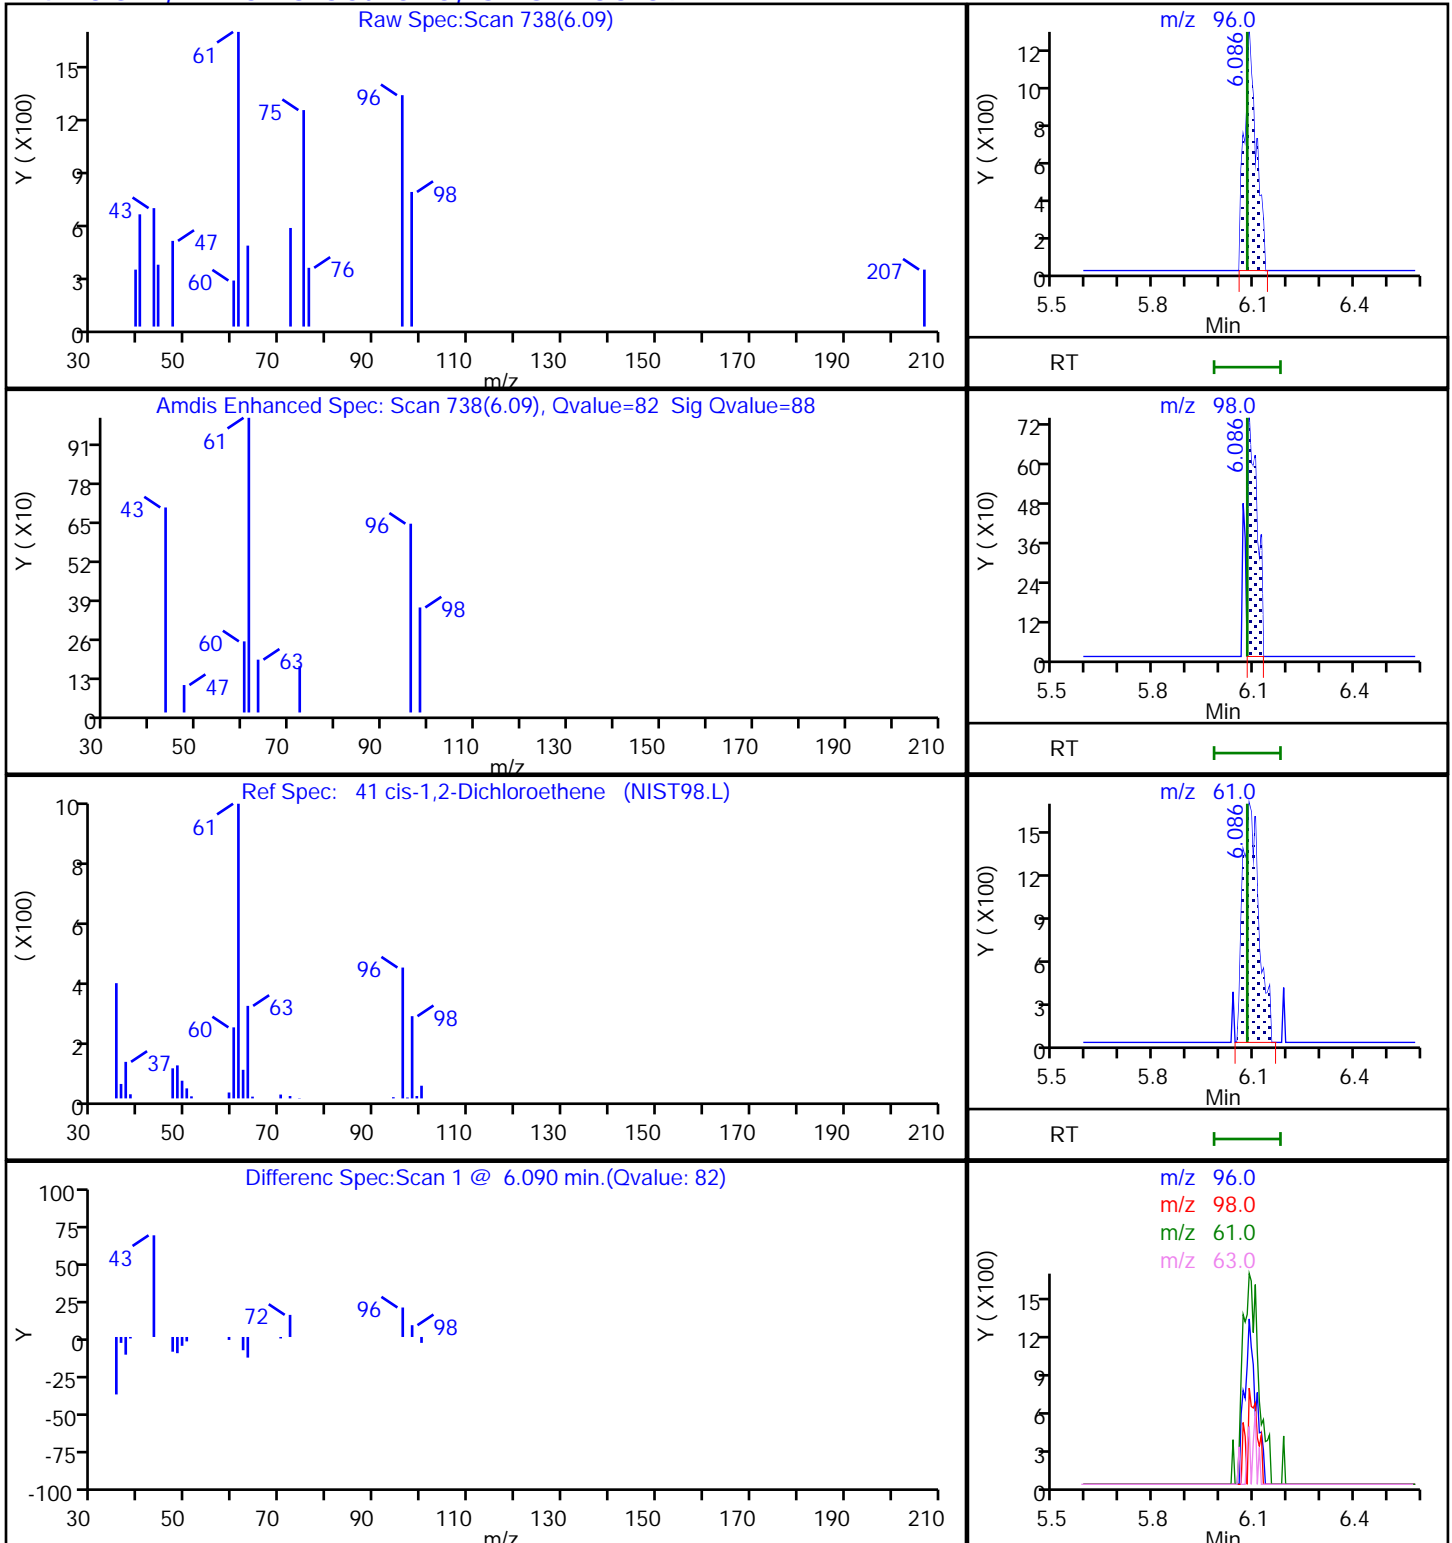 Raw Spec:Scan 738(6.09)
61
75
96
98
43
47
60
76
207
Y ( X100)
15
12
9
6
3
0
30 50 70 90 110 130 150 170 190 210
m/z
m/z 96.0
6.086
Y ( X100)
12
10
8
6
4
2
0
5.5 5.8 6.1 6.4
Min
RT
Amdis Enhanced Spec: Scan 738(6.09), Qvalue=82 Sig Qvalue=88
61
43
96
98
60
63
47
Y ( X10)
91
78
65
52
39
26
13
0
30 50 70 90 110 130 150 170 190 210
m/z
m/z 98.0
6.086
Y ( X10)
72
60
48
36
24
12
0
5.5 5.8 6.1 6.4
Min
RT
Ref Spec: 41 cis-1,2-Dichloroethene (NIST98.L)
61
96
98
63
60
37
( X100)
10
8
6
4
2
0
30 50 70 90 110 130 150 170 190 210
m/z 61.0
6.086
Y ( X100)
15
12
9
6
3
0
5.5 5.8 6.1 6.4
Min
RT
Differenc Spec:Scan 1 @ 6.090 min.(Qvalue: 82)
43
72
96
98
Y
100
75
50
25
0
-25
-50
-75
-100
30 50 70 90 110 130 150 170 190 210
m/z
m/z 96.0
m/z 98.0
m/z 61.0
m/z 63.0
Y ( X100)
15
12
9
6
3
0
5.5 5.8 6.1 6.4
Min